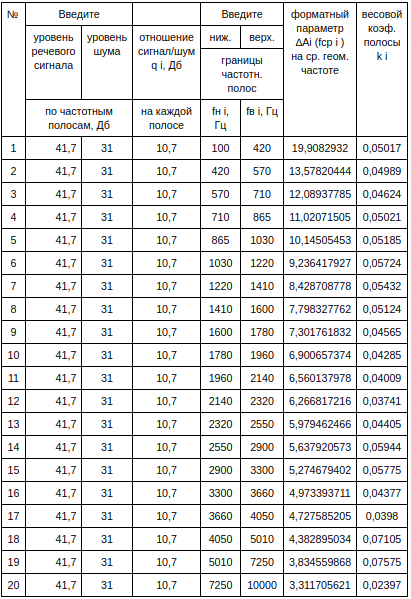 № Введите Введите форматный весовой
параметр коэф.
уровень уровень отношение ниж. верх. ∆Ai (fср i ) полосы
речевого шума сигнал/шум на ср. геом. k i
сигнала q i, Дб границы частоте
частотн.
полос
по частотным на каждой fн i, fв i, Гц
полосам, Дб полосе Гц
1 41,7 31 10,7 100 420 19,9082932 0,05017
2 41,7 31 10,7 420 570 13,57820444 0,04989
3 41,7 31 10,7 570 710 12,08937785 0,04624
4 41,7 31 10,7 710 865 11,02071505 0,05021
5 41,7 31 10,7 865 1030 10,14505453 0,05185
6 41,7 31 10,7 1030 1220 9,236417927 0,05724
7 41,7 31 10,7 1220 1410 8,428708778 0,05432
8 41,7 31 10,7 1410 1600 7,798327762 0,05124
9 41,7 31 10,7 1600 1780 7,301761832 0,04565
10 41,7 31 10,7 1780 1960 6,900657374 0,04285
11 41,7 31 10,7 1960 2140 6,560137978 0,04009
12 41,7 31 10,7 2140 2320 6,266817216 0,03741
13 41,7 31 10,7 2320 2550 5,979462466 0,04405
14 41,7 31 10,7 2550 2900 5,637920573 0,05944
15 41,7 31 10,7 2900 3300 5,274679402 0,05775
16 41,7 31 10,7 3300 3660 4,973393711 0,04377
17 41,7 31 10,7 3660 4050 4,727585205 0,0398
18 41,7 31 10,7 4050 5010 4,382895034 0,07105
19 41,7 31 10,7 5010 7250 3,834559868 0,07575
20 41,7 31 10,7 7250 10000 3,311705621 0,02397